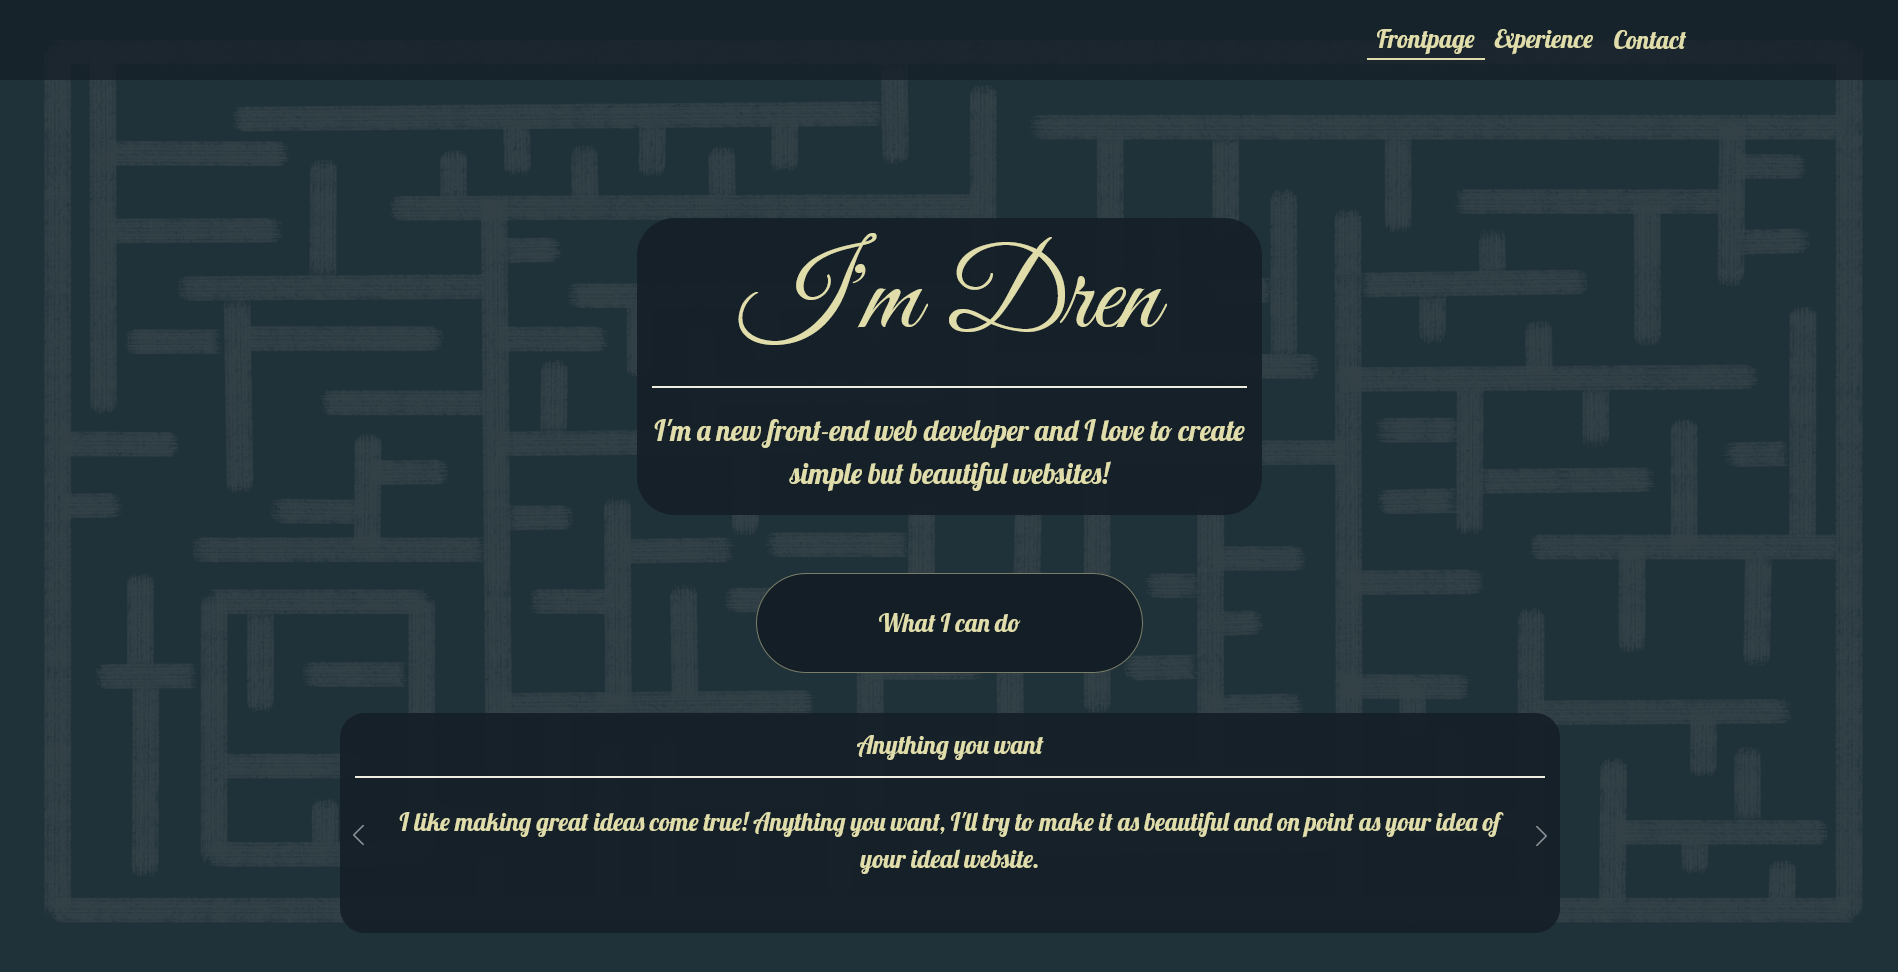 Frontpage Experience Contact
I'm Dren
I'm a new front-end web developer and I love to create
simple but beautiful websites!
What I can do
Anything you want
I like making great ideas come true! Anything you want, I'll try to make it as beautiful and on point as your idea of
your ideal website.